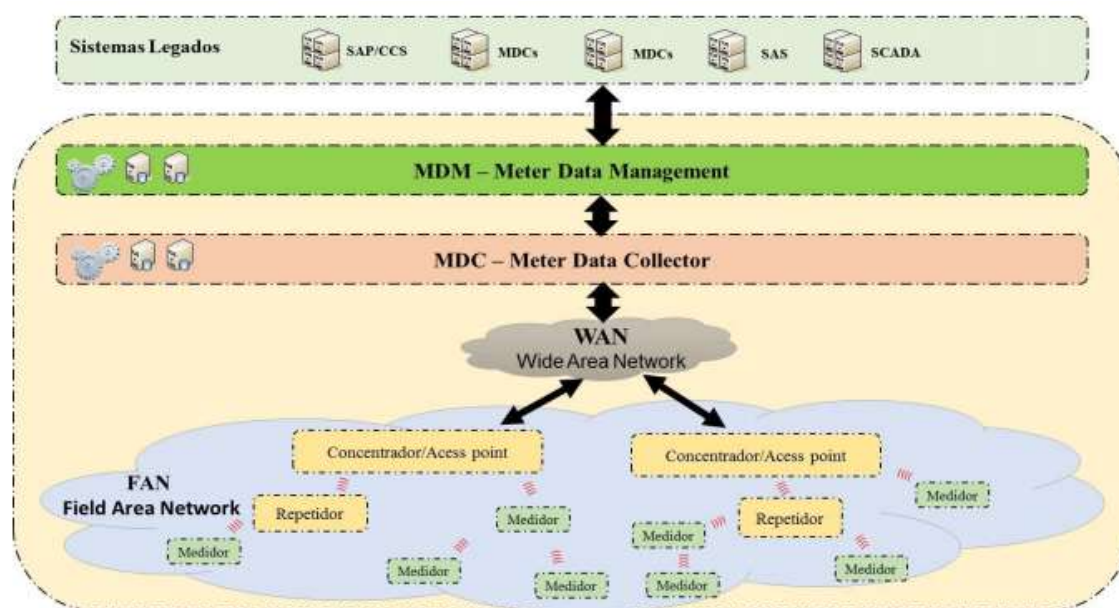 Sistemas Legados
SAP/CCS
MDCs
MDCs
SAS
SCADA
MDM – Meter Data Management
MDC – Meter Data Collector
WAN
Wide Area Network
Concentrador/Acess point
Concentrador/Acess point
FAN
Field Area Network
Repetidor
Medidor
Medidor
Medidor
Medidor
Medidor
Repetidor
Medidor
Medidor
Medidor